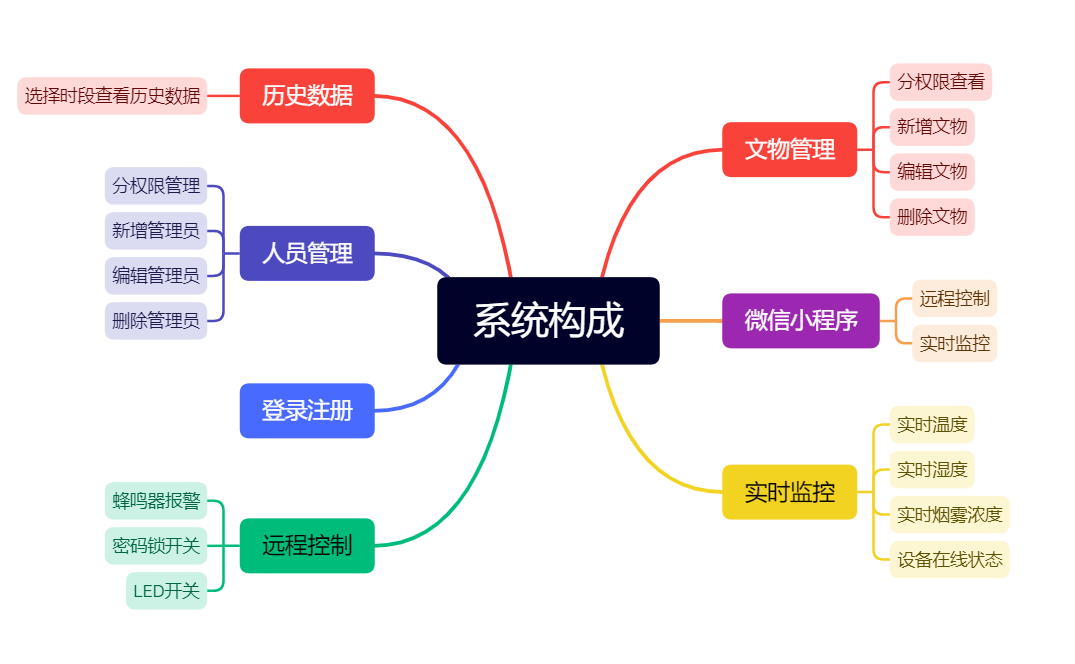 系统构成
文物管理
分权限查看
新增文物
编辑文物
删除文物
微信小程序
远程控制
实时监控
实时监控
实时温度
实时湿度
实时烟雾浓度
设备在线状态
历史数据
选择时段查看历史数据
人员管理
分权限管理
新增管理员
编辑管理员
删除管理员
登录注册
远程控制
蜂鸣器报警
密码锁开关
LED开关